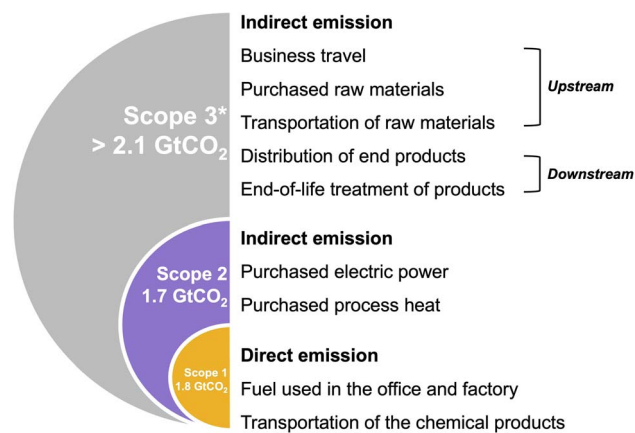 Scope 3*
> 2.1 GtCO₂
Scope 2
1.7 GtCO₂
Scope 1
1.8 GtCO₂
Indirect emission
Business travel
Purchased raw materials
Transportation of raw materials
Upstream
Distribution of end products
End-of-life treatment of products
Downstream
Indirect emission
Purchased electric power
Purchased process heat
Direct emission
Fuel used in the office and factory
Transportation of the chemical products